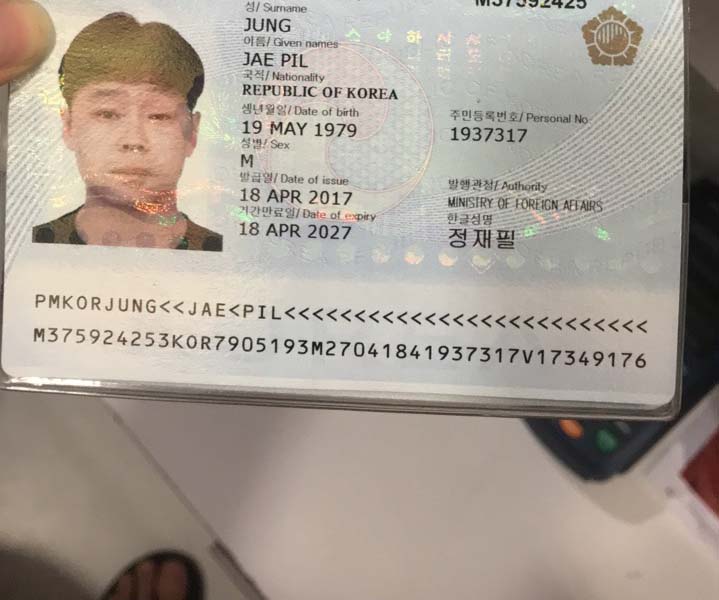 성/ Surname
JUNG
이름/ Given names
JAE PIL
국적/ Nationality
REPUBLIC OF KOREA
생년월일/ Date of birth
19 MAY 1979
주민등록번호/ Personal No.
1937317
성별/ Sex
M
발급일/ Date of issue
18 APR 2017
발행관청/ Authority
MINISTRY OF FOREIGN AFFAIRS
기간만료일/ Date of expiry
18 APR 2027
한글성명
정재필
PMKORJUNG<<JAE<PIL<<<<<<<<<<<<<<<<<<<<<<<<<<
M375924253KOR7905193M27041841937317V17349176